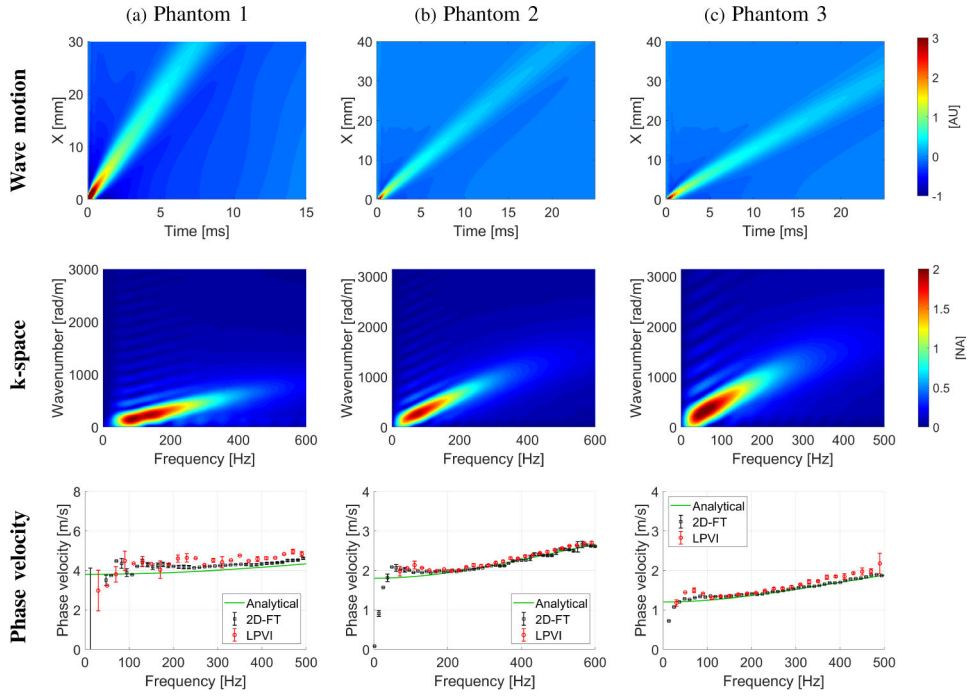 (a) Phantom 1
(b) Phantom 2
(c) Phantom 3
Wave motion
X [mm]
30
20
10
0
0
5
10
15
Time [ms]
X [mm]
40
30
20
10
0
0
5
10
15
20
Time [ms]
X [mm]
40
30
20
10
0
0
5
10
15
20
Time [ms]
3
2
1
0
-1
[AU]
k-space
Wavenumber [rad/m]
3000
2000
1000
0
0
200
400
600
Frequency [Hz]
Wavenumber [rad/m]
3000
2000
1000
0
0
200
400
600
Frequency [Hz]
Wavenumber [rad/m]
3000
2000
1000
0
0
100
200
300
400
500
Frequency [Hz]
2
1.5
1
0.5
0
[NA]
Phase velocity
Phase velocity [m/s]
8
6
4
2
0
0
100
200
300
400
500
Frequency [Hz]
Analytical
2D-FT
LPVI
Phase velocity [m/s]
4
3
2
1
0
0
200
400
600
Frequency [Hz]
Analytical
2D-FT
LPVI
Phase velocity [m/s]
4
3
2
1
0
0
100
200
300
400
500
Frequency [Hz]
Analytical
2D-FT
LPVI